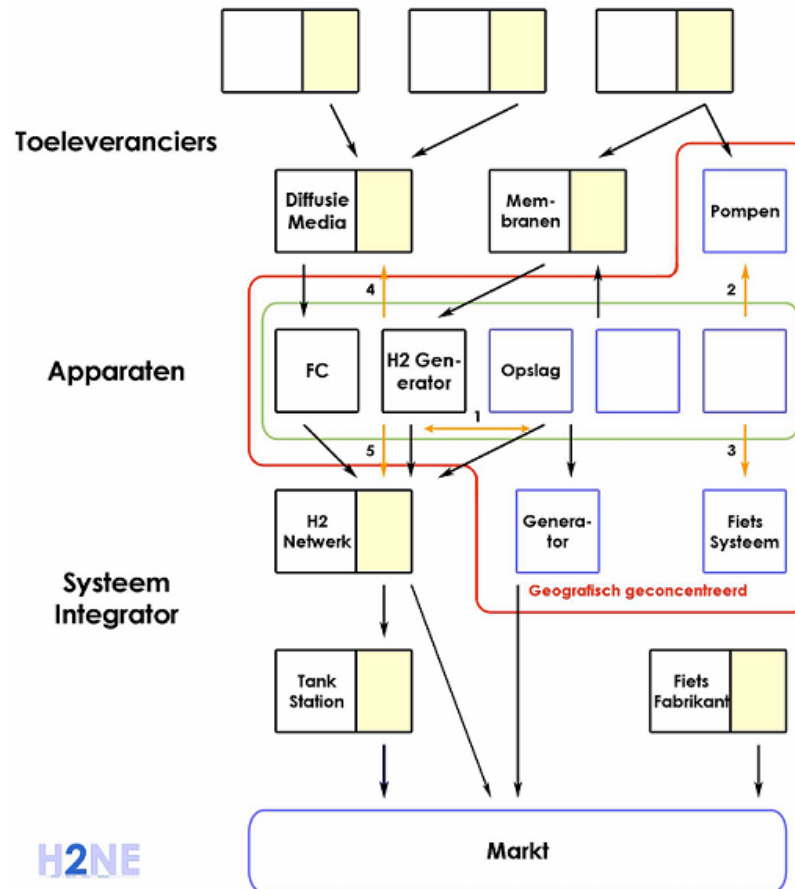 Toeleveranciers
Diffusie
Media
Mem-
branen
Pompen
4
2
Apparaten
FC
H2 Gen-
erator
Opslag
1
5
3
H2
Netwerk
Genera-
tor
Fiets
Systeem
Geografisch geconcentreerd
Systeem
Integrator
Tank
Station
Fiets
Fabrikant
Markt
H2NE